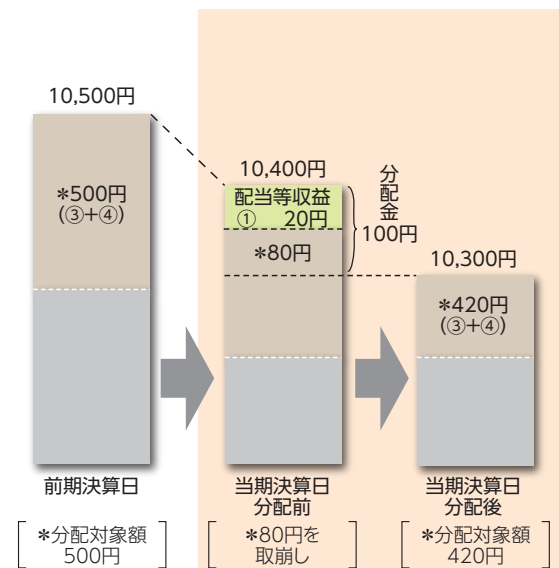 10,500円
*500円
(③+④)
10,400円
配当等収益
① 20円
*80円
分配金
100円
10,300円
*420円
(③+④)
前期決算日
当期決算日
分配前
当期決算日
分配後
*分配対象額
500円
*80円を
取崩し
*分配対象額
420円